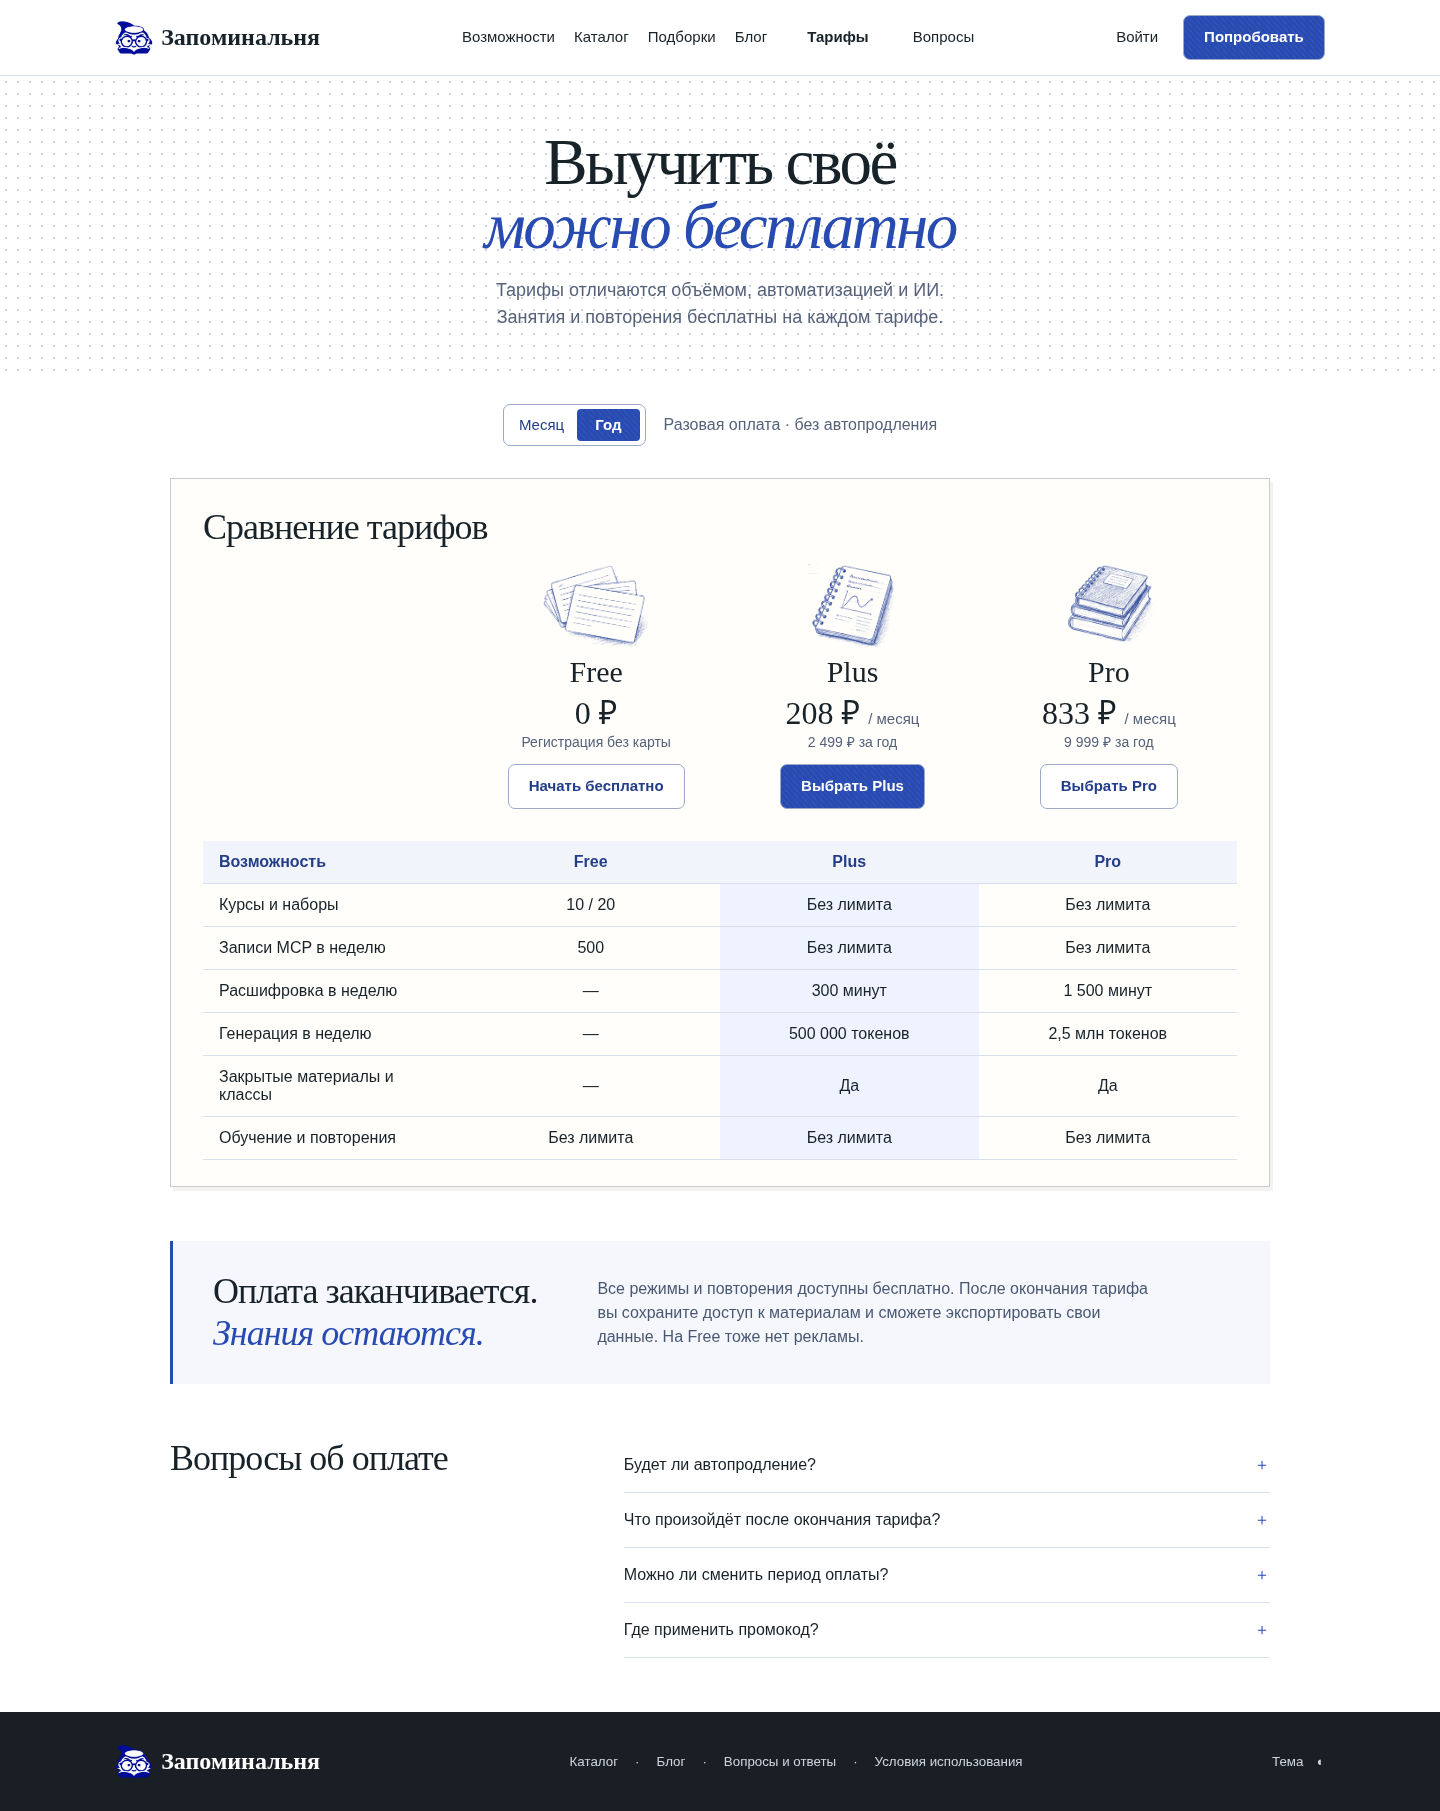 Запоминальня
Возможности Каталог Подборки Блог Тарифы Вопросы
Войти Попробовать
Выучить своё
можно бесплатно
Тарифы отличаются объёмом, автоматизацией и ИИ.
Занятия и повторения бесплатны на каждом тарифе.
Месяц Год Разовая оплата · без автопродления
Сравнение тарифов
Free Plus Pro
0 ₽ 208 ₽ / месяц 833 ₽ / месяц
Регистрация без карты 2 499 ₽ за год 9 999 ₽ за год
Начать бесплатно Выбрать Plus Выбрать Pro
Возможность Free Plus Pro
Курсы и наборы 10 / 20 Без лимита Без лимита
Записи MCP в неделю 500 Без лимита Без лимита
Расшифровка в неделю — 300 минут 1 500 минут
Генерация в неделю — 500 000 токенов 2,5 млн токенов
Закрытые материалы и
классы — Да Да
Обучение и повторения Без лимита Без лимита Без лимита
Оплата заканчивается.
Знания остаются.
Все режимы и повторения доступны бесплатно. После окончания тарифа
вы сохраните доступ к материалам и сможете экспортировать свои
данные. На Free тоже нет рекламы.
Вопросы об оплате
Будет ли автопродление? +
Что произойдёт после окончания тарифа? +
Можно ли сменить период оплаты? +
Где применить промокод? +
Запоминальня
Каталог · Блог · Вопросы и ответы · Условия использования
Тема